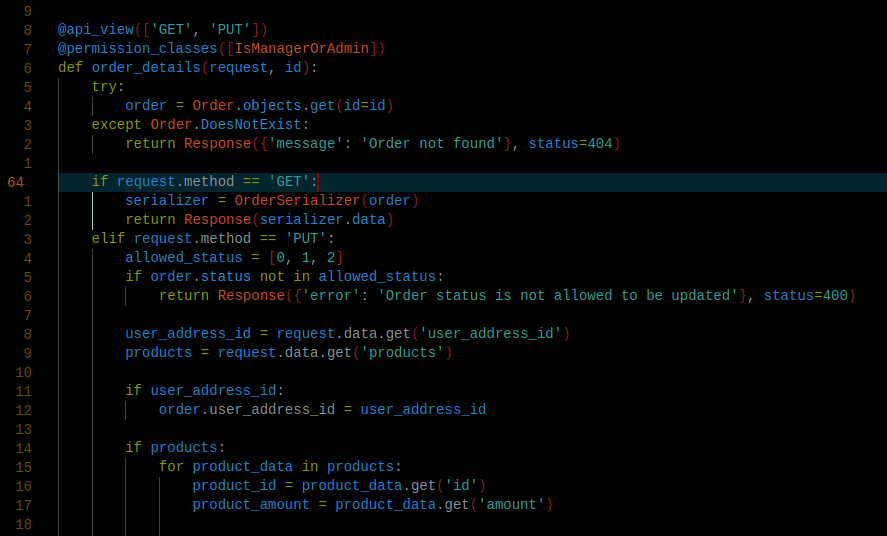 9
8 @api_view(['GET', 'PUT'])
7 @permission_classes([IsManagerOrAdmin])
6 def order_details(request, id):
5     try:
4         order = Order.objects.get(id=id)
3     except Order.DoesNotExist:
2         return Response({'message': 'Order not found'}, status=404)
1
64     if request.method == 'GET':
1         serializer = OrderSerializer(order)
2         return Response(serializer.data)
3     elif request.method == 'PUT':
4         allowed_status = [0, 1, 2]
5         if order.status not in allowed_status:
6             return Response({'error': 'Order status is not allowed to be updated'}, status=400)
7
8         user_address_id = request.data.get('user_address_id')
9         products = request.data.get('products')
10
11         if user_address_id:
12             order.user_address_id = user_address_id
13
14         if products:
15             for product_data in products:
16                 product_id = product_data.get('id')
17                 product_amount = product_data.get('amount')
18